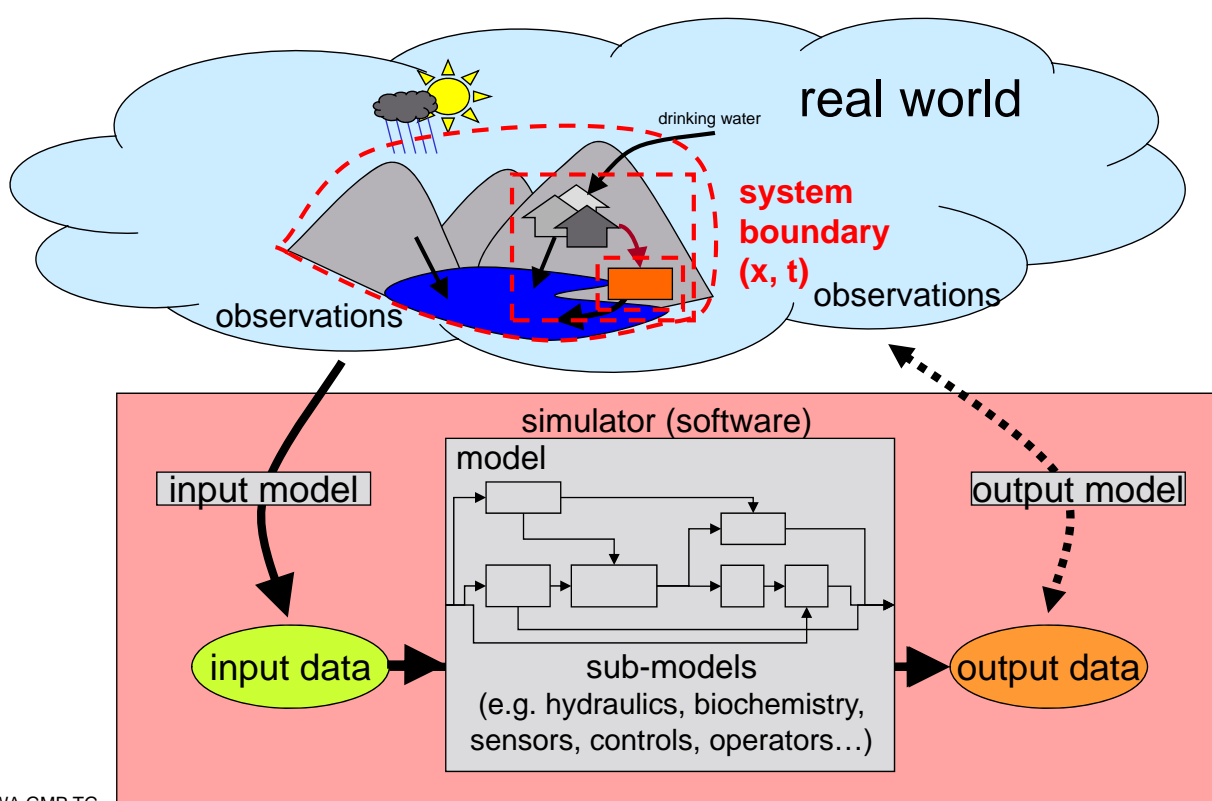 real world
drinking water
system
boundary
(x, t)
observations
observations
simulator (software)
model
input model
output model
input data
output data
sub-models
(e.g. hydraulics, biochemistry,
sensors, controls, operators…)